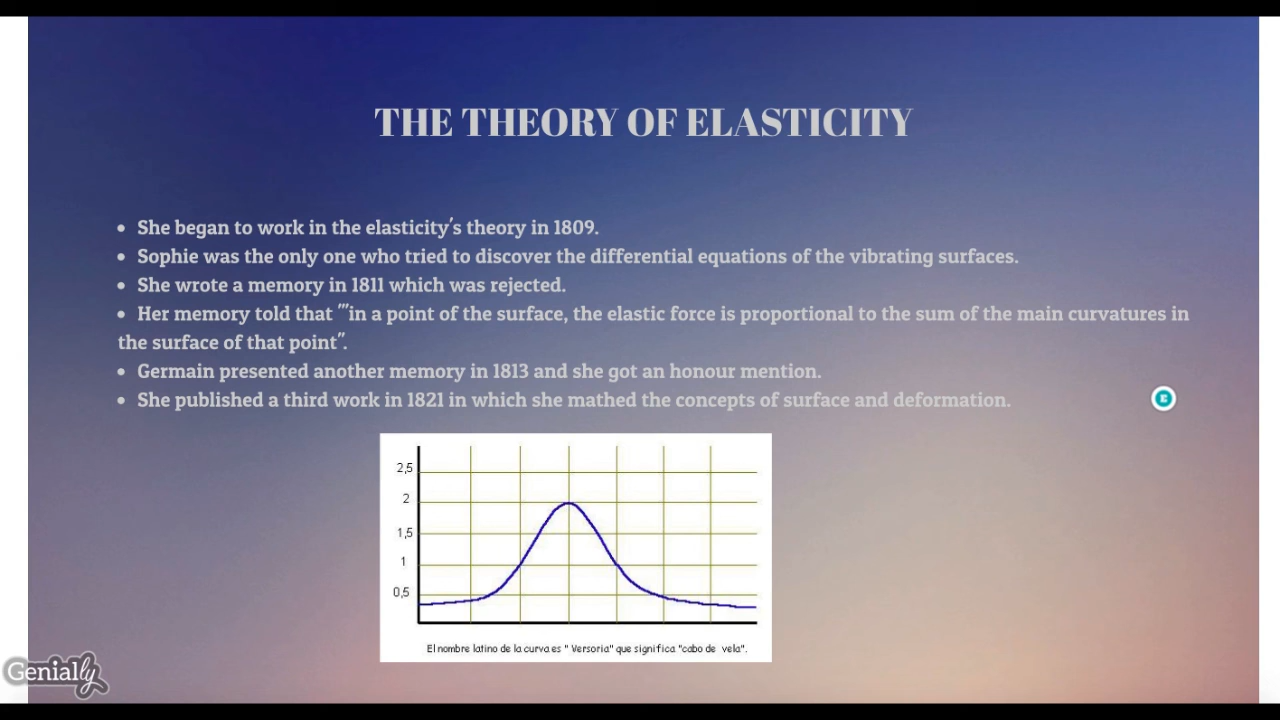 THE THEORY OF ELASTICITY
• She began to work in the elasticity's theory in 1809.
• Sophie was the only one who tried to discover the differential equations of the vibrating surfaces.
• She wrote a memory in 1811 which was rejected.
• Her memory told that "'in a point of the surface, the elastic force is proportional to the sum of the main curvatures in
the surface of that point".
• Germain presented another memory in 1813 and she got an honour mention.
• She published a third work in 1821 in which she mathed the concepts of surface and deformation.
E
2,5
2
1,5
1
0,5
El nombre latino de la curva es " Versoria" que significa "cabo de vela".
Genially